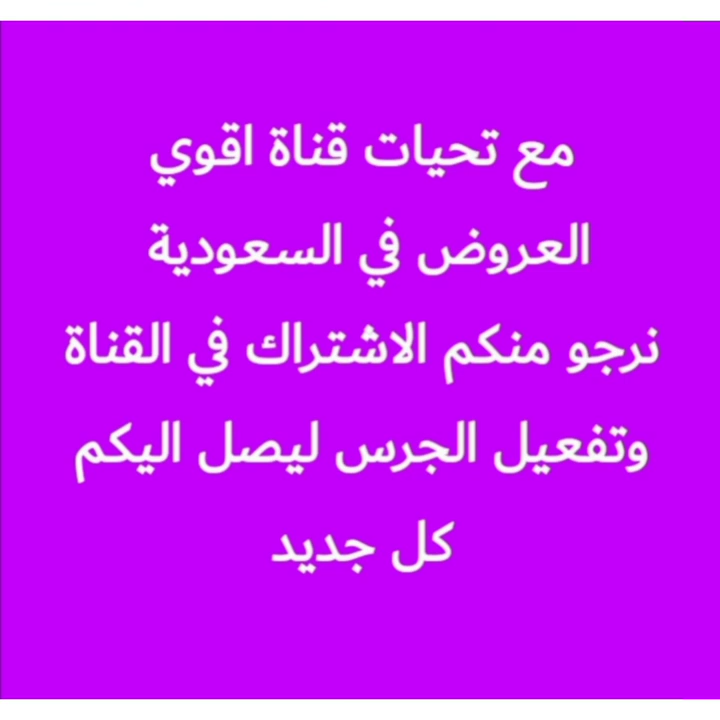 مع تحيات قناة اقوي
العروض في السعودية
نرجو منكم الاشتراك في القناة
وتفعيل الجرس ليصل اليكم
كل جديد